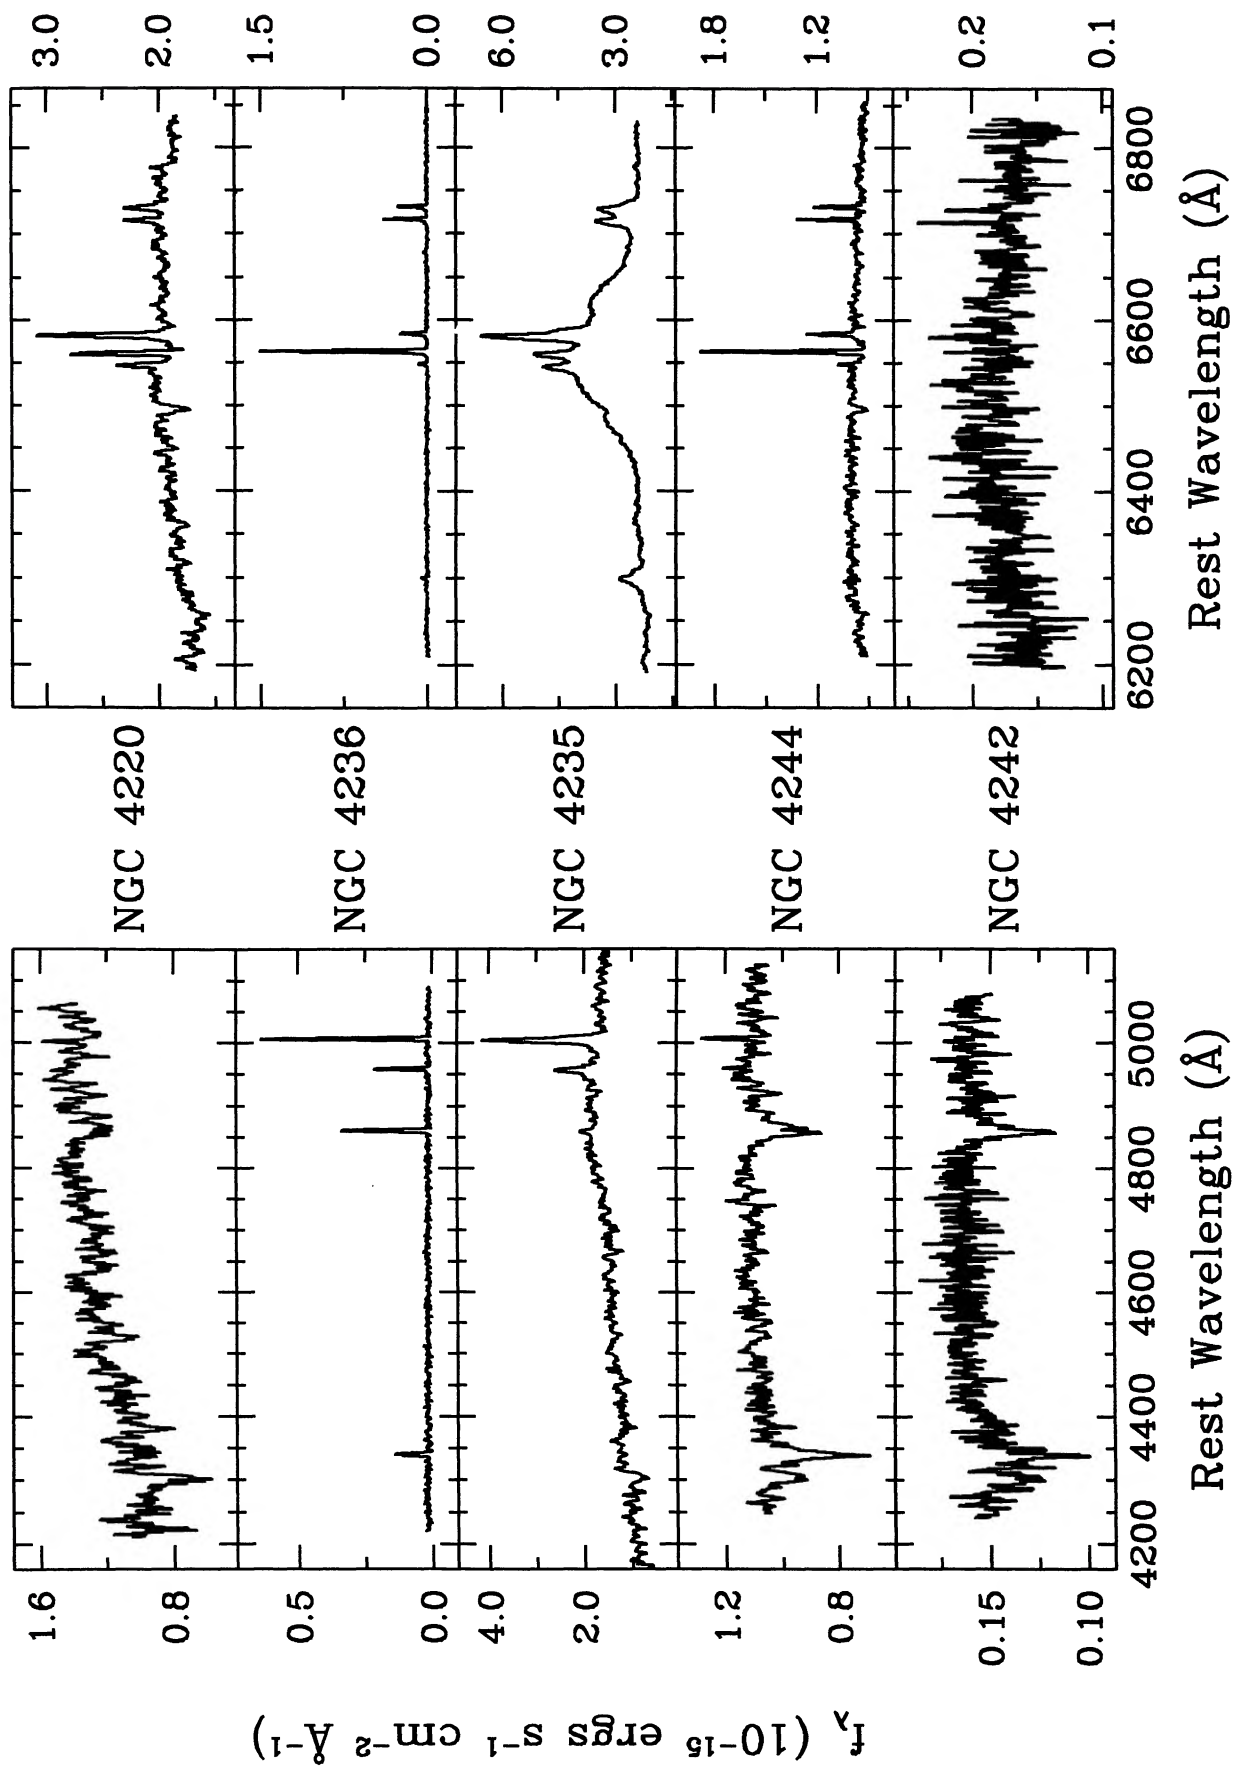 f_λ (10⁻¹⁵ ergs s⁻¹ cm⁻² Å⁻¹)
1.6
0.8
NGC 4220
3.0
2.0
0.5
0.0
NGC 4236
1.5
0.0
4.0
2.0
NGC 4235
6.0
3.0
1.2
0.8
NGC 4244
1.8
1.2
0.15
0.10
NGC 4242
0.2
0.1
4200 4400 4600 4800 5000
6200 6400 6600 6800
Rest Wavelength (Å)
Rest Wavelength (Å)